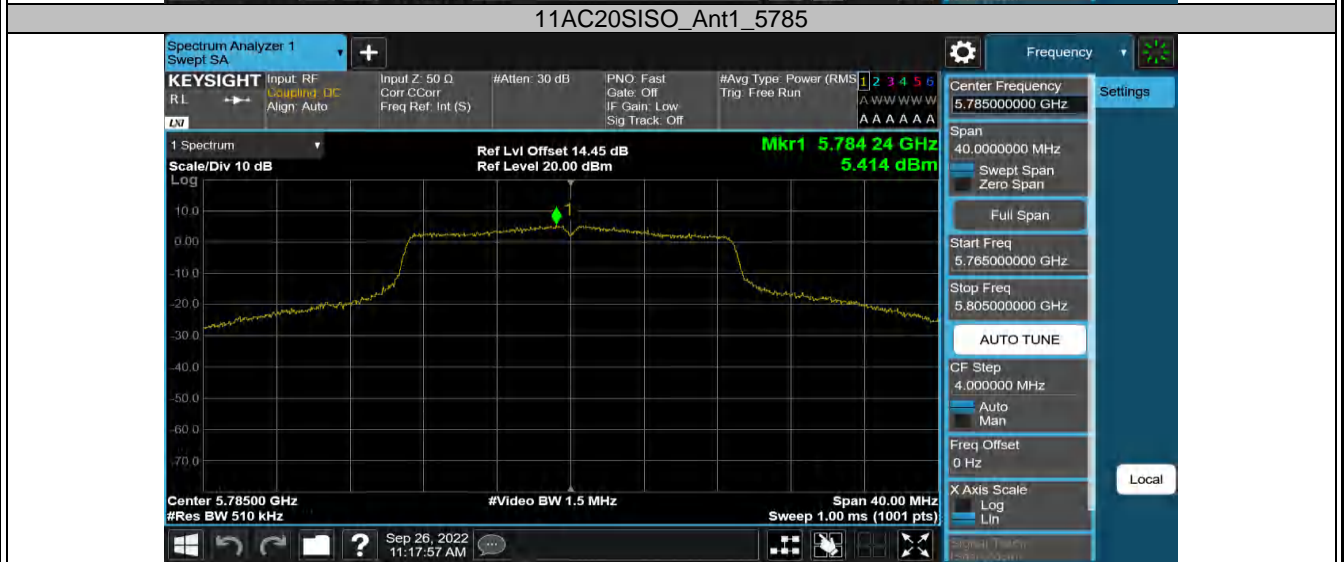 11AC20SISO_Ant1_5785
Spectrum Analyzer 1
Swept SA
+
Frequency
KEYSIGHT
RL
LXI
Input: RF
Coupling: DC
Align: Auto
Input Z: 50 Ω
Corr CCorr
Freq Ref: Int (S)
#Atten: 30 dB
PNO: Fast
Gate: Off
IF Gain: Low
Sig Track: Off
#Avg Type: Power (RMS
Trig: Free Run
1 2 3 4 5 6
A W W W W W
A A A A A A
Center Frequency
5.785000000 GHz
Settings
1 Spectrum
Scale/Div 10 dB
Ref Lvl Offset 14.45 dB
Ref Level 20.00 dBm
Mkr1 5.784 24 GHz
5.414 dBm
Span
40.0000000 MHz
Swept Span
Zero Span
Full Span
Start Freq
5.765000000 GHz
Stop Freq
5.805000000 GHz
AUTO TUNE
CF Step
4.000000 MHz
Auto
Man
Freq Offset
0 Hz
X Axis Scale
Log
Lin
Local
Log
10.0
0.00
-10.0
-20.0
-30.0
-40.0
-50.0
-60.0
-70.0
1
Center 5.78500 GHz
#Res BW 510 kHz
#Video BW 1.5 MHz
Span 40.00 MHz
Sweep 1.00 ms (1001 pts)
?
Sep 26, 2022
11:17:57 AM
Signal Track